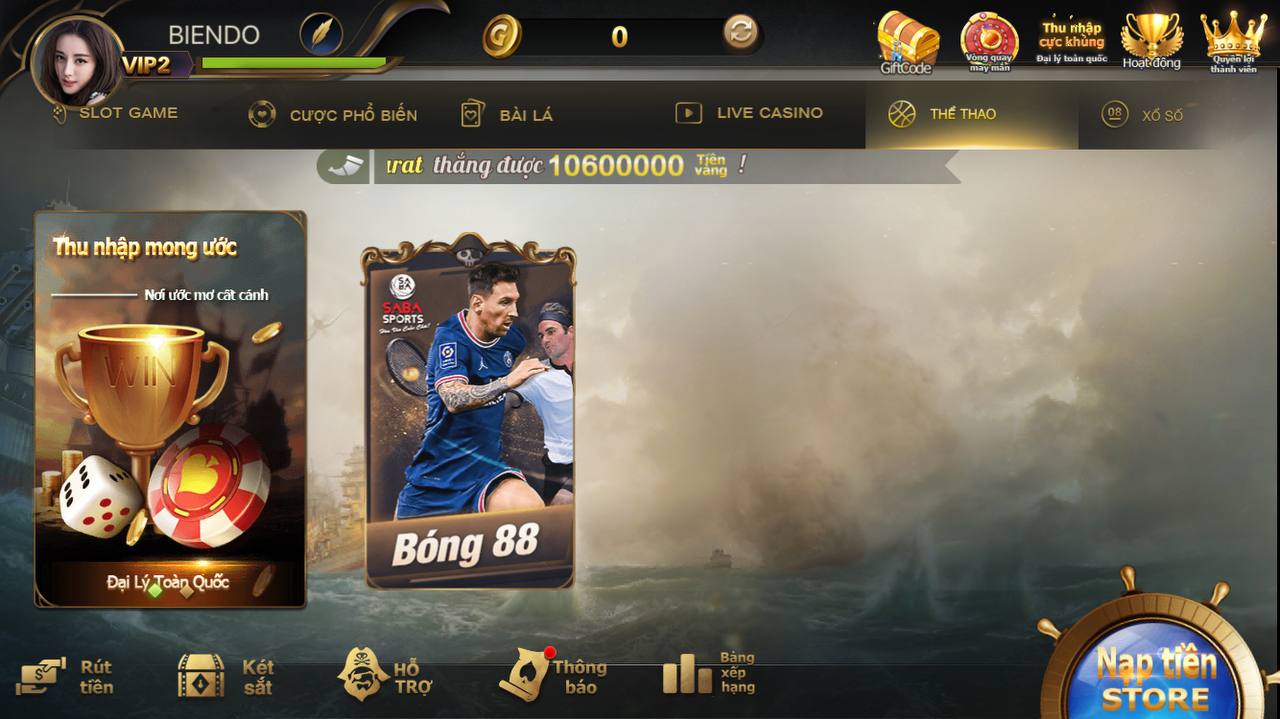 BIENDO
VIP2
G
0
GiftCode
Vòng quay
may mắn
Thu nhập
cực khủng
Đại lý toàn quốc
Hoạt động
Quyền lợi
thành viên
SLOT GAME
CƯỢC PHỔ BIẾN
BÀI LÁ
LIVE CASINO
THỂ THAO
08
XỔ SỐ
rat thắng được 10600000 Tiền vàng !
Thu nhập mong ước
Nơi ước mơ cất cánh
WIN
Đại Lý Toàn Quốc
SABA
SPORTS
Bóng 88
Rút
tiền
Két
sắt
HỖ
TRỢ
Thông
báo
Bảng
xếp
hạng
Nạp tiền
STORE